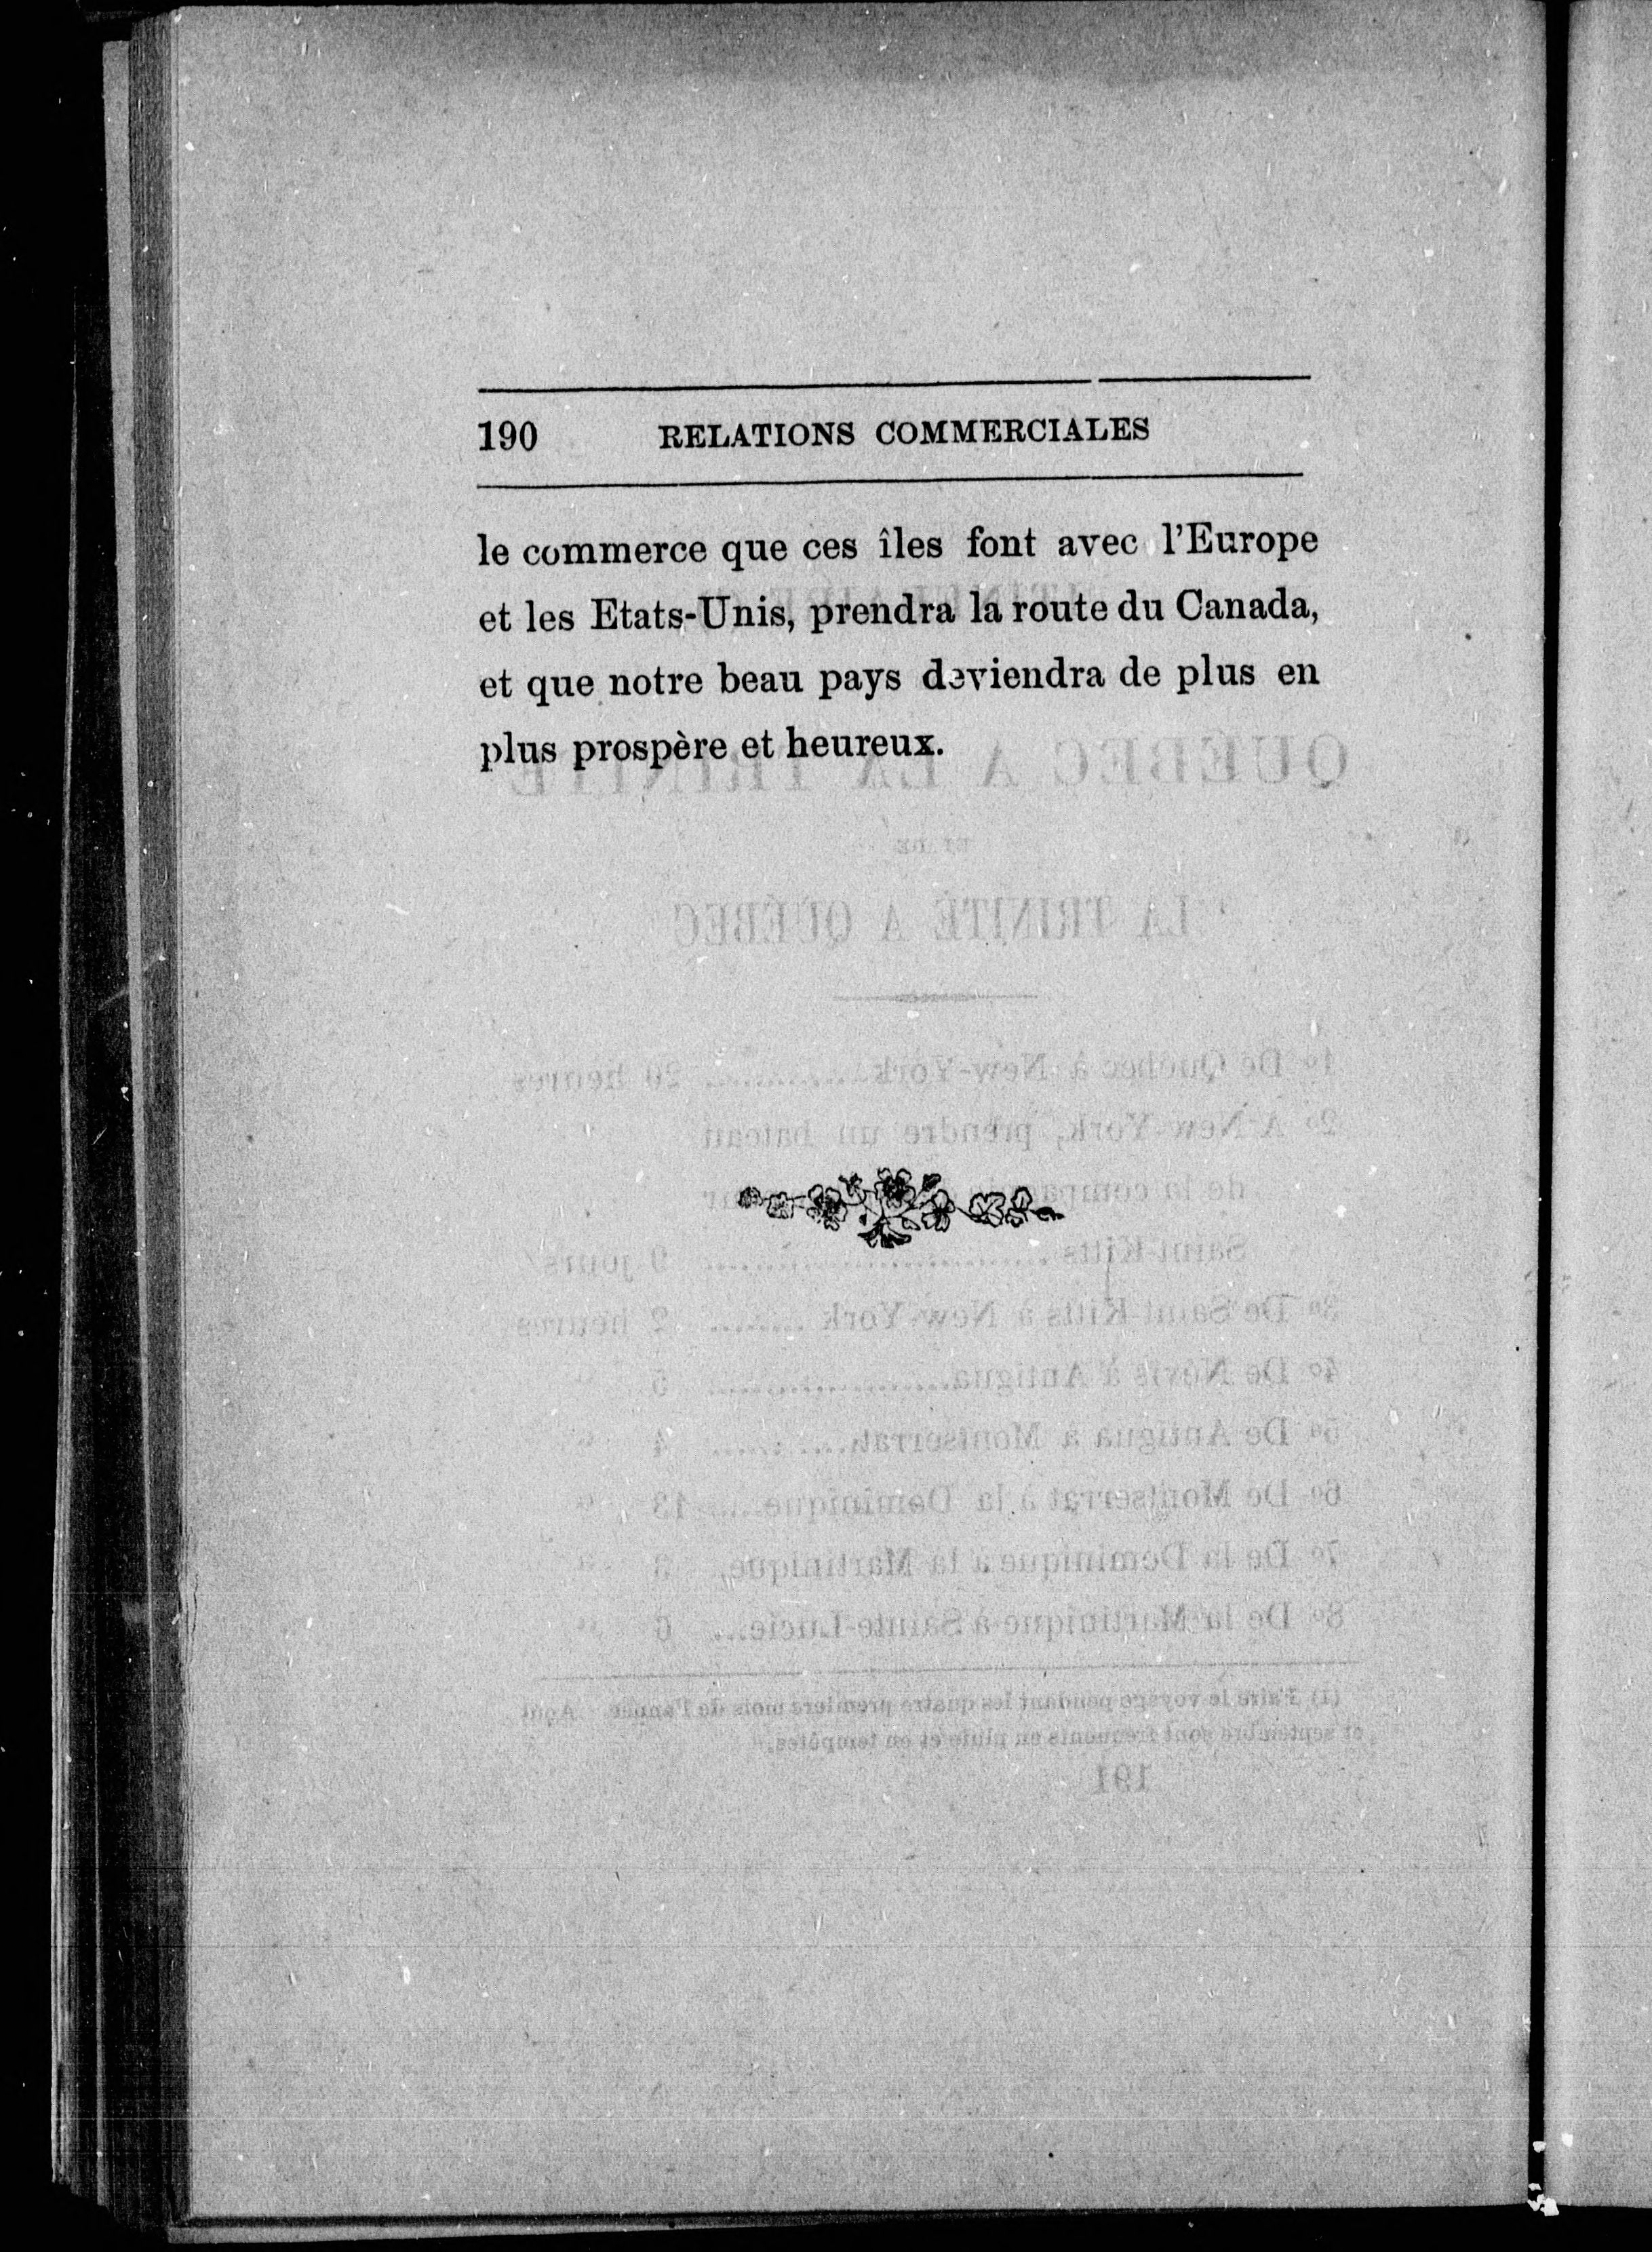 190 RELATIONS COMMERCIALES
le commerce que ces îles font avec l'Europe
et les Etats-Unis, prendra la route du Canada,
et que notre beau pays deviendra de plus en
plus prospère et heureux.